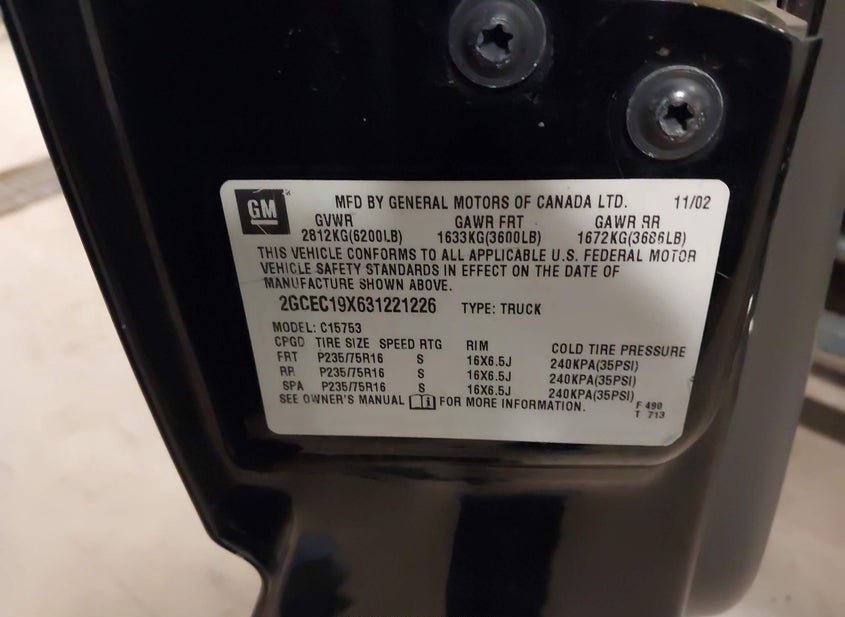 GM MFD BY GENERAL MOTORS OF CANADA LTD. 11/02
GVWR GAWR FRT GAWR RR
2812KG(6200LB) 1633KG(3600LB) 1672KG(3686LB)
THIS VEHICLE CONFORMS TO ALL APPLICABLE U.S. FEDERAL MOTOR
VEHICLE SAFETY STANDARDS IN EFFECT ON THE DATE OF
MANUFACTURE SHOWN ABOVE.
2GCEC19X631221226 TYPE: TRUCK
MODEL: C15753
CPGD TIRE SIZE SPEED RTG RIM COLD TIRE PRESSURE
FRT P235/75R16 S 16X6.5J 240KPA(35PSI)
RR P235/75R16 S 16X6.5J 240KPA(35PSI)
SPA P235/75R16 S 16X6.5J 240KPA(35PSI)
SEE OWNER'S MANUAL FOR MORE INFORMATION.
F 490
T 713